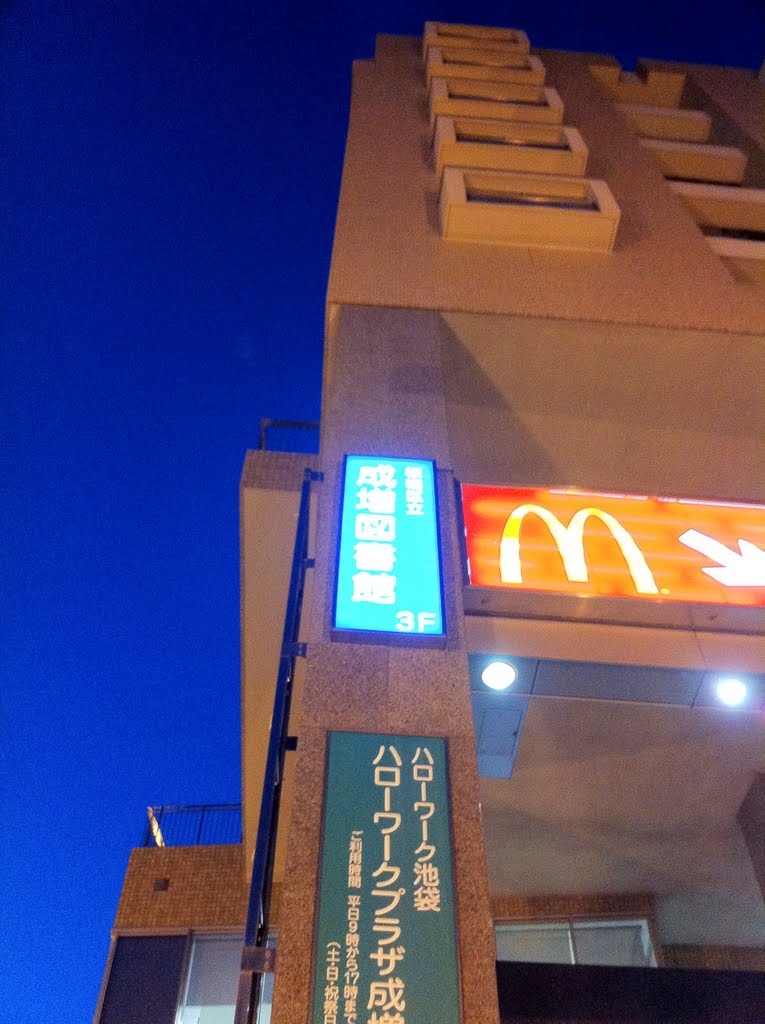 板橋区立
成増図書館
3F
M
ハローワーク池袋
ハローワークプラザ成増
ご利用時間 平日9時から17時まで
(土・日・祝祭日